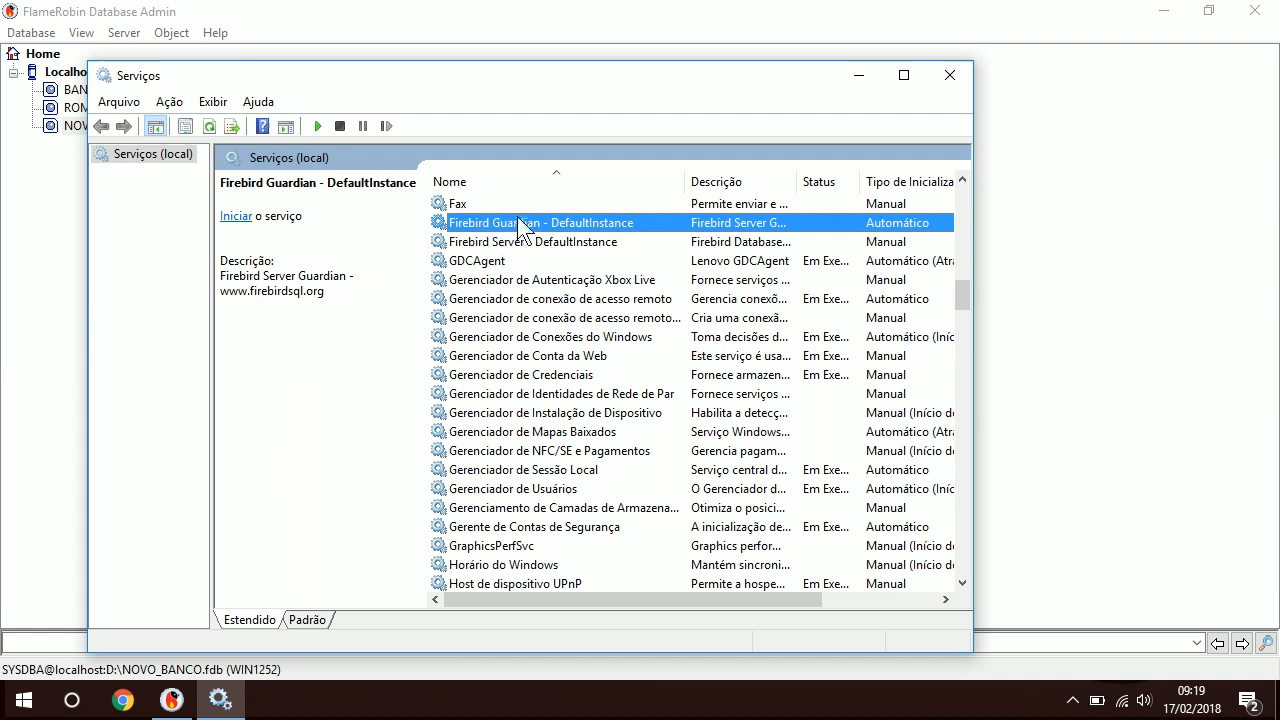 FlameRobin Database Admin
Database View Server Object Help
Home
Localho
BAN
ROM
NOV
Serviços
Arquivo Ação Exibir Ajuda
Serviços (local)
Serviços (local)
Firebird Guardian - DefaultInstance
Iniciar o serviço
Descrição:
Firebird Server Guardian -
www.firebirdsql.org
Nome Descrição Status Tipo de Inicializa
Fax Permite enviar e ... Manual
Firebird Guardian - DefaultInstance Firebird Server G... Automático
Firebird Server - DefaultInstance Firebird Database... Manual
GDCAgent Lenovo GDCAgent Em Exe... Automático (Atra
Gerenciador de Autenticação Xbox Live Fornece serviços ... Manual
Gerenciador de conexão de acesso remoto Gerencia conexõ... Em Exe... Automático
Gerenciador de conexão de acesso remoto... Cria uma conexã... Manual
Gerenciador de Conexões do Windows Toma decisões d... Em Exe... Automático (Iníc
Gerenciador de Conta da Web Este serviço é usa... Em Exe... Manual
Gerenciador de Credenciais Fornece armazen... Em Exe... Manual
Gerenciador de Identidades de Rede de Par Fornece serviços ... Manual
Gerenciador de Instalação de Dispositivo Habilita a detecç... Manual (Início de
Gerenciador de Mapas Baixados Serviço Windows... Automático (Atra
Gerenciador de NFC/SE e Pagamentos Gerencia pagam... Manual (Início de
Gerenciador de Sessão Local Serviço central d... Em Exe... Automático
Gerenciador de Usuários O Gerenciador d... Em Exe... Automático (Iníc
Gerenciamento de Camadas de Armazena... Otimiza o posici... Manual
Gerente de Contas de Segurança A inicialização de... Em Exe... Automático
GraphicsPerfSvc Graphics perfor... Manual (Início de
Horário do Windows Mantém sincroni... Manual (Início de
Host de dispositivo UPnP Permite a hospe... Em Exe... Manual
Estendido Padrão
SYSDBA@localhost:D:\NOVO_BANCO.fdb (WIN1252)
09:19
17/02/2018
2